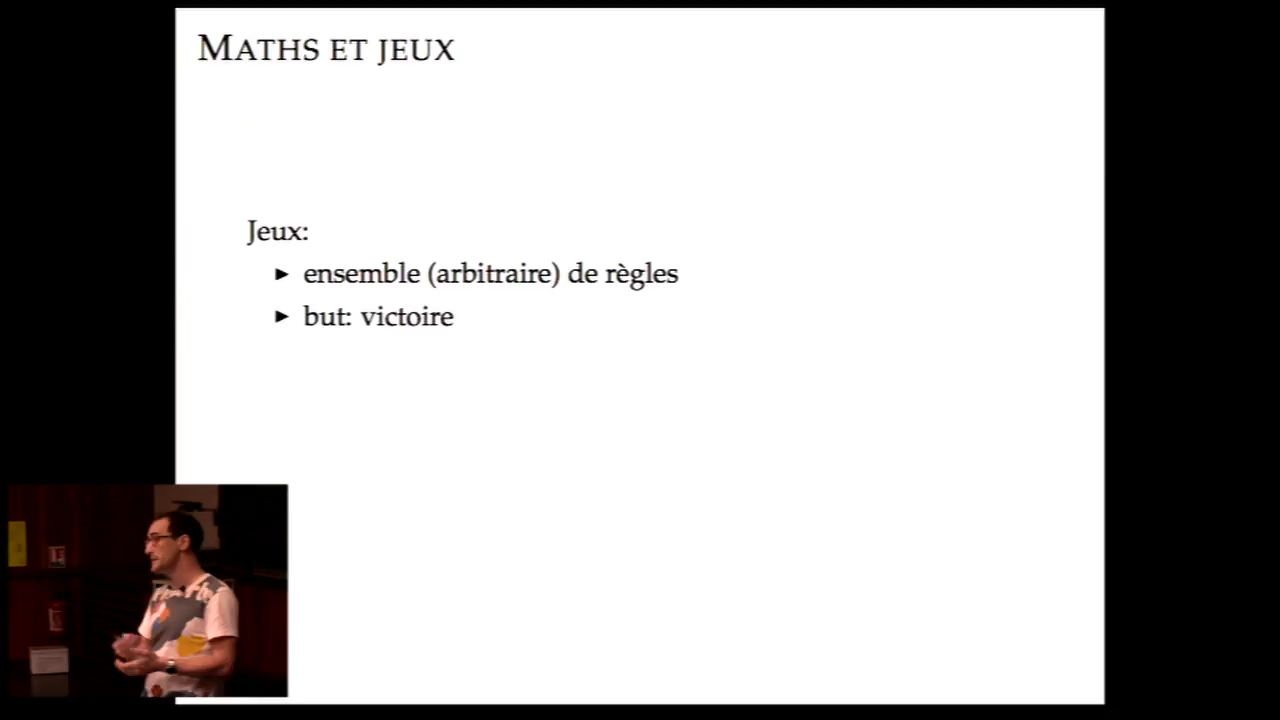 MATHS ET JEUX
Jeux:
► ensemble (arbitraire) de règles
► but: victoire